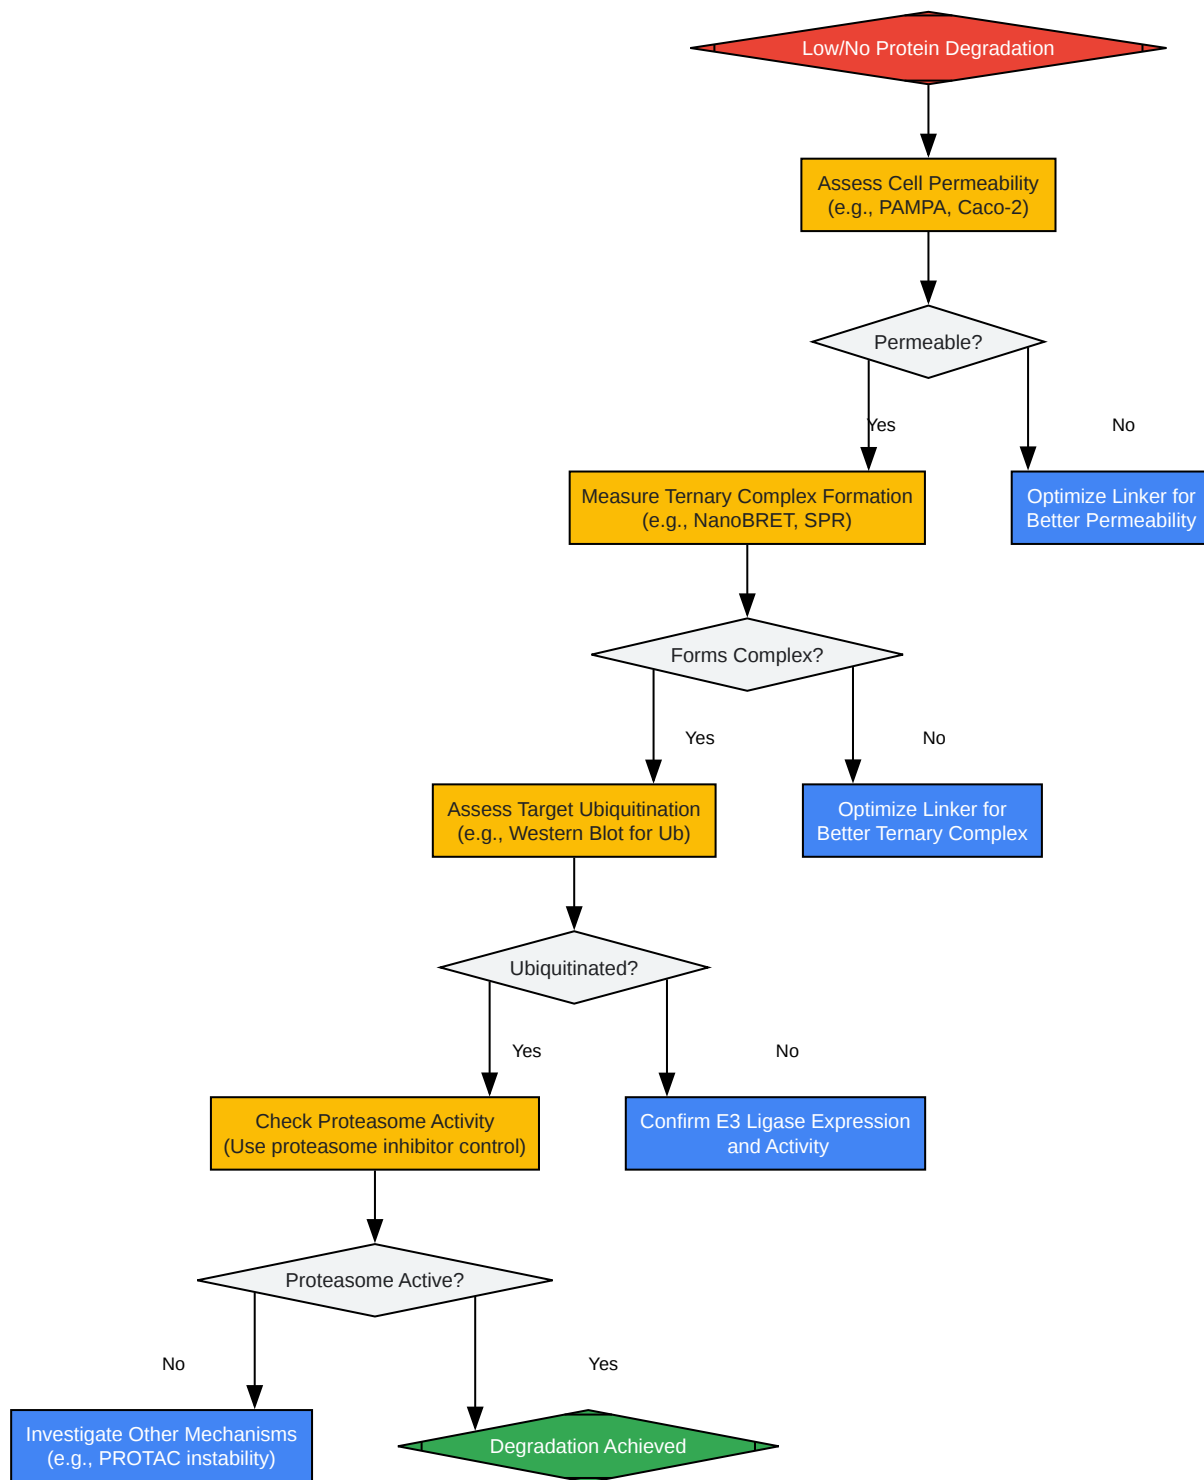 Low/No Protein Degradation
Assess Cell Permeability
(e.g., PAMPA, Caco-2)
Permeable?
Yes
No
Measure Ternary Complex Formation
(e.g., NanoBRET, SPR)
Optimize Linker for
Better Permeability
Forms Complex?
Yes
No
Assess Target Ubiquitination
(e.g., Western Blot for Ub)
Optimize Linker for
Better Ternary Complex
Ubiquitinated?
Yes
No
Check Proteasome Activity
(Use proteasome inhibitor control)
Confirm E3 Ligase Expression
and Activity
Proteasome Active?
No
Yes
Investigate Other Mechanisms
(e.g., PROTAC instability)
Degradation Achieved